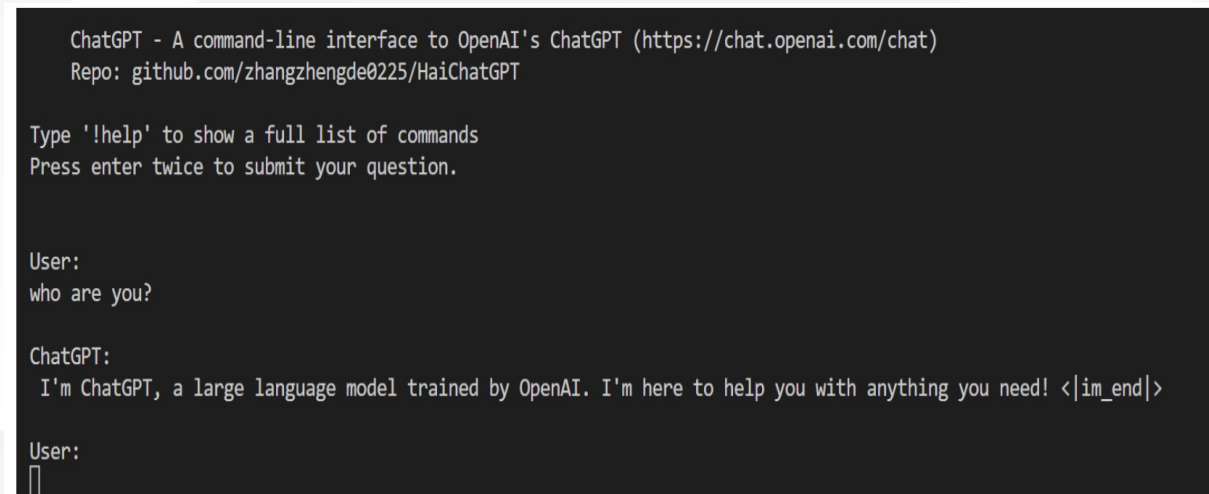 ChatGPT - A command-line interface to OpenAI's ChatGPT (https://chat.openai.com/chat)
Repo: github.com/zhangzhengde0225/HaiChatGPT
Type '!help' to show a full list of commands
Press enter twice to submit your question.
User:
who are you?
ChatGPT:
I'm ChatGPT, a large language model trained by OpenAI. I'm here to help you with anything you need! <|im_end|>
User: